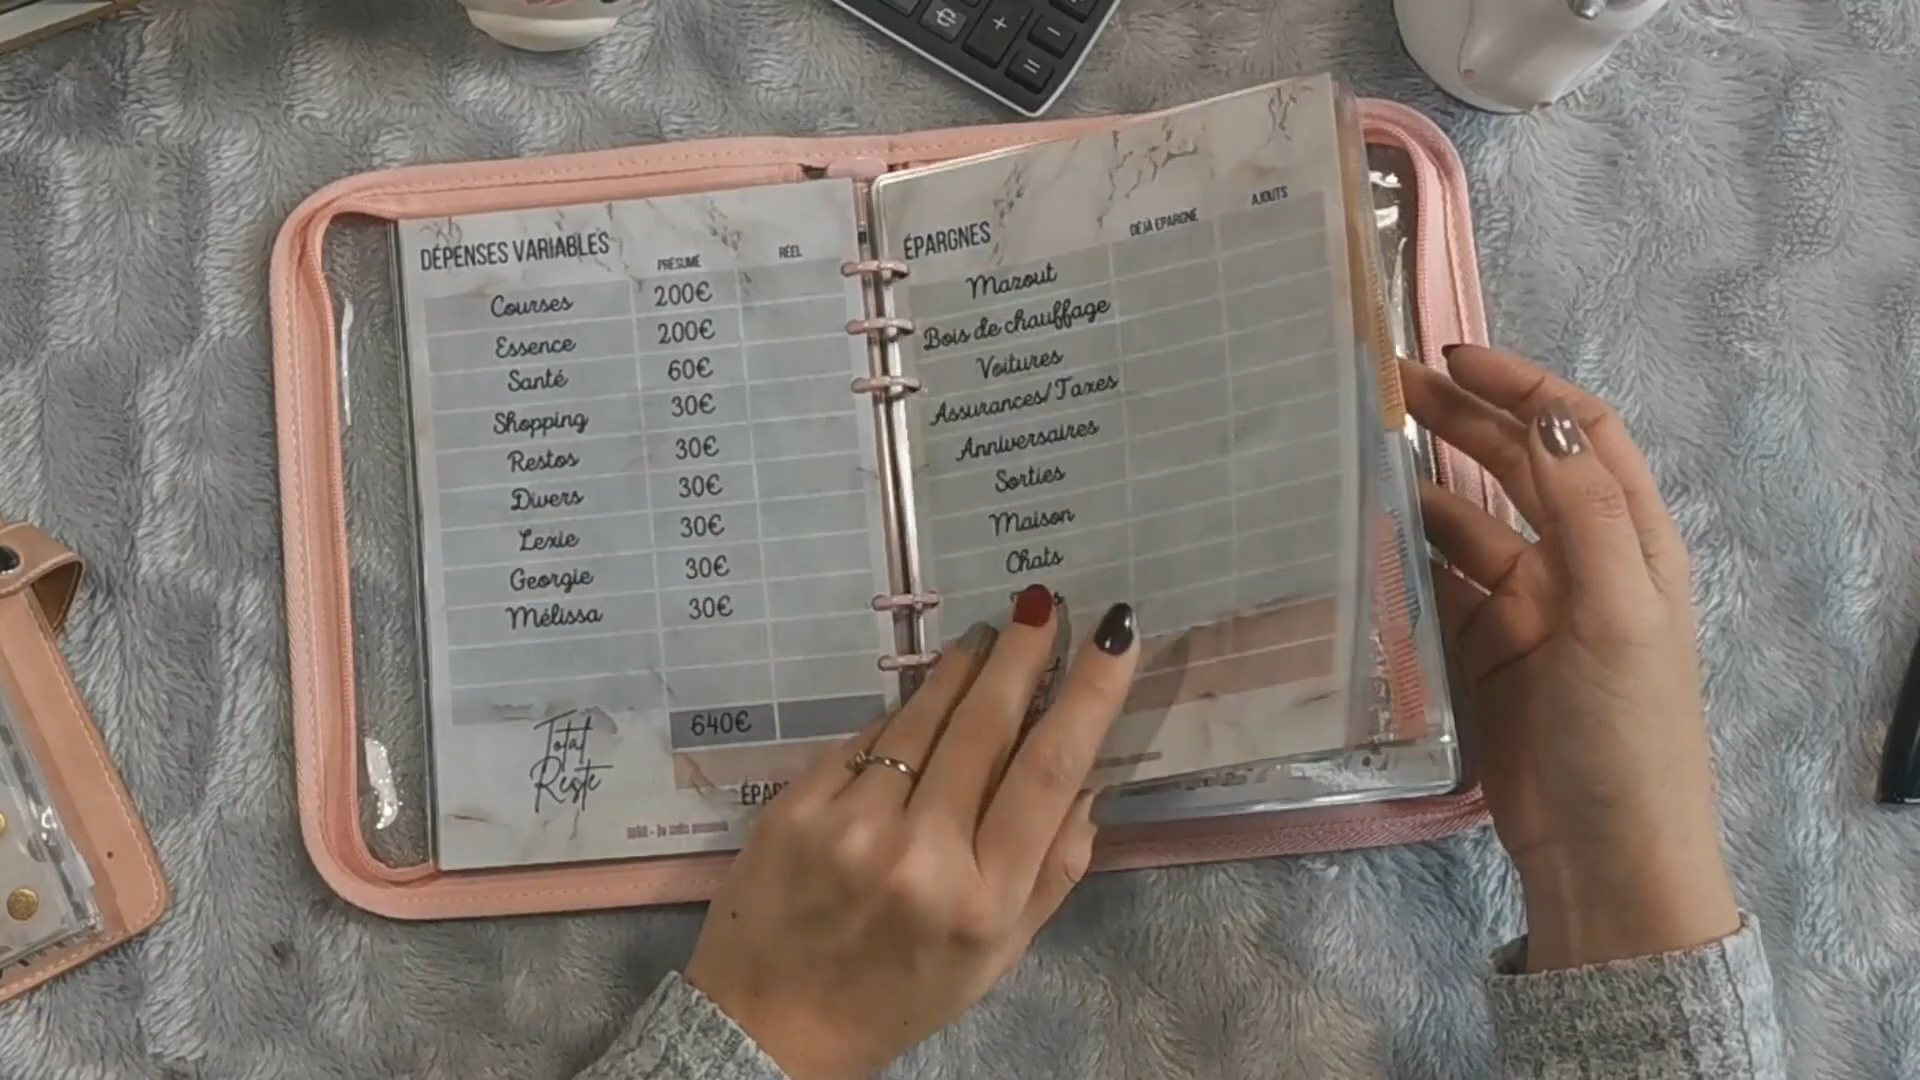 DÉPENSES VARIABLES PRÉSUMÉ RÉEL
Courses 200€
Essence 200€
Santé 60€
Shopping 30€
Restos 30€
Divers 30€
Lexie 30€
Georgie 30€
Mélissa 30€
Total 640€
Reste
ÉPAR
ÉPARGNES DÉJÀ EPARGNÉ AJOUTS
Mazout
Bois de chauffage
Voitures
Assurances/Taxes
Anniversaires
Sorties
Maison
Chats
€
+
-
=